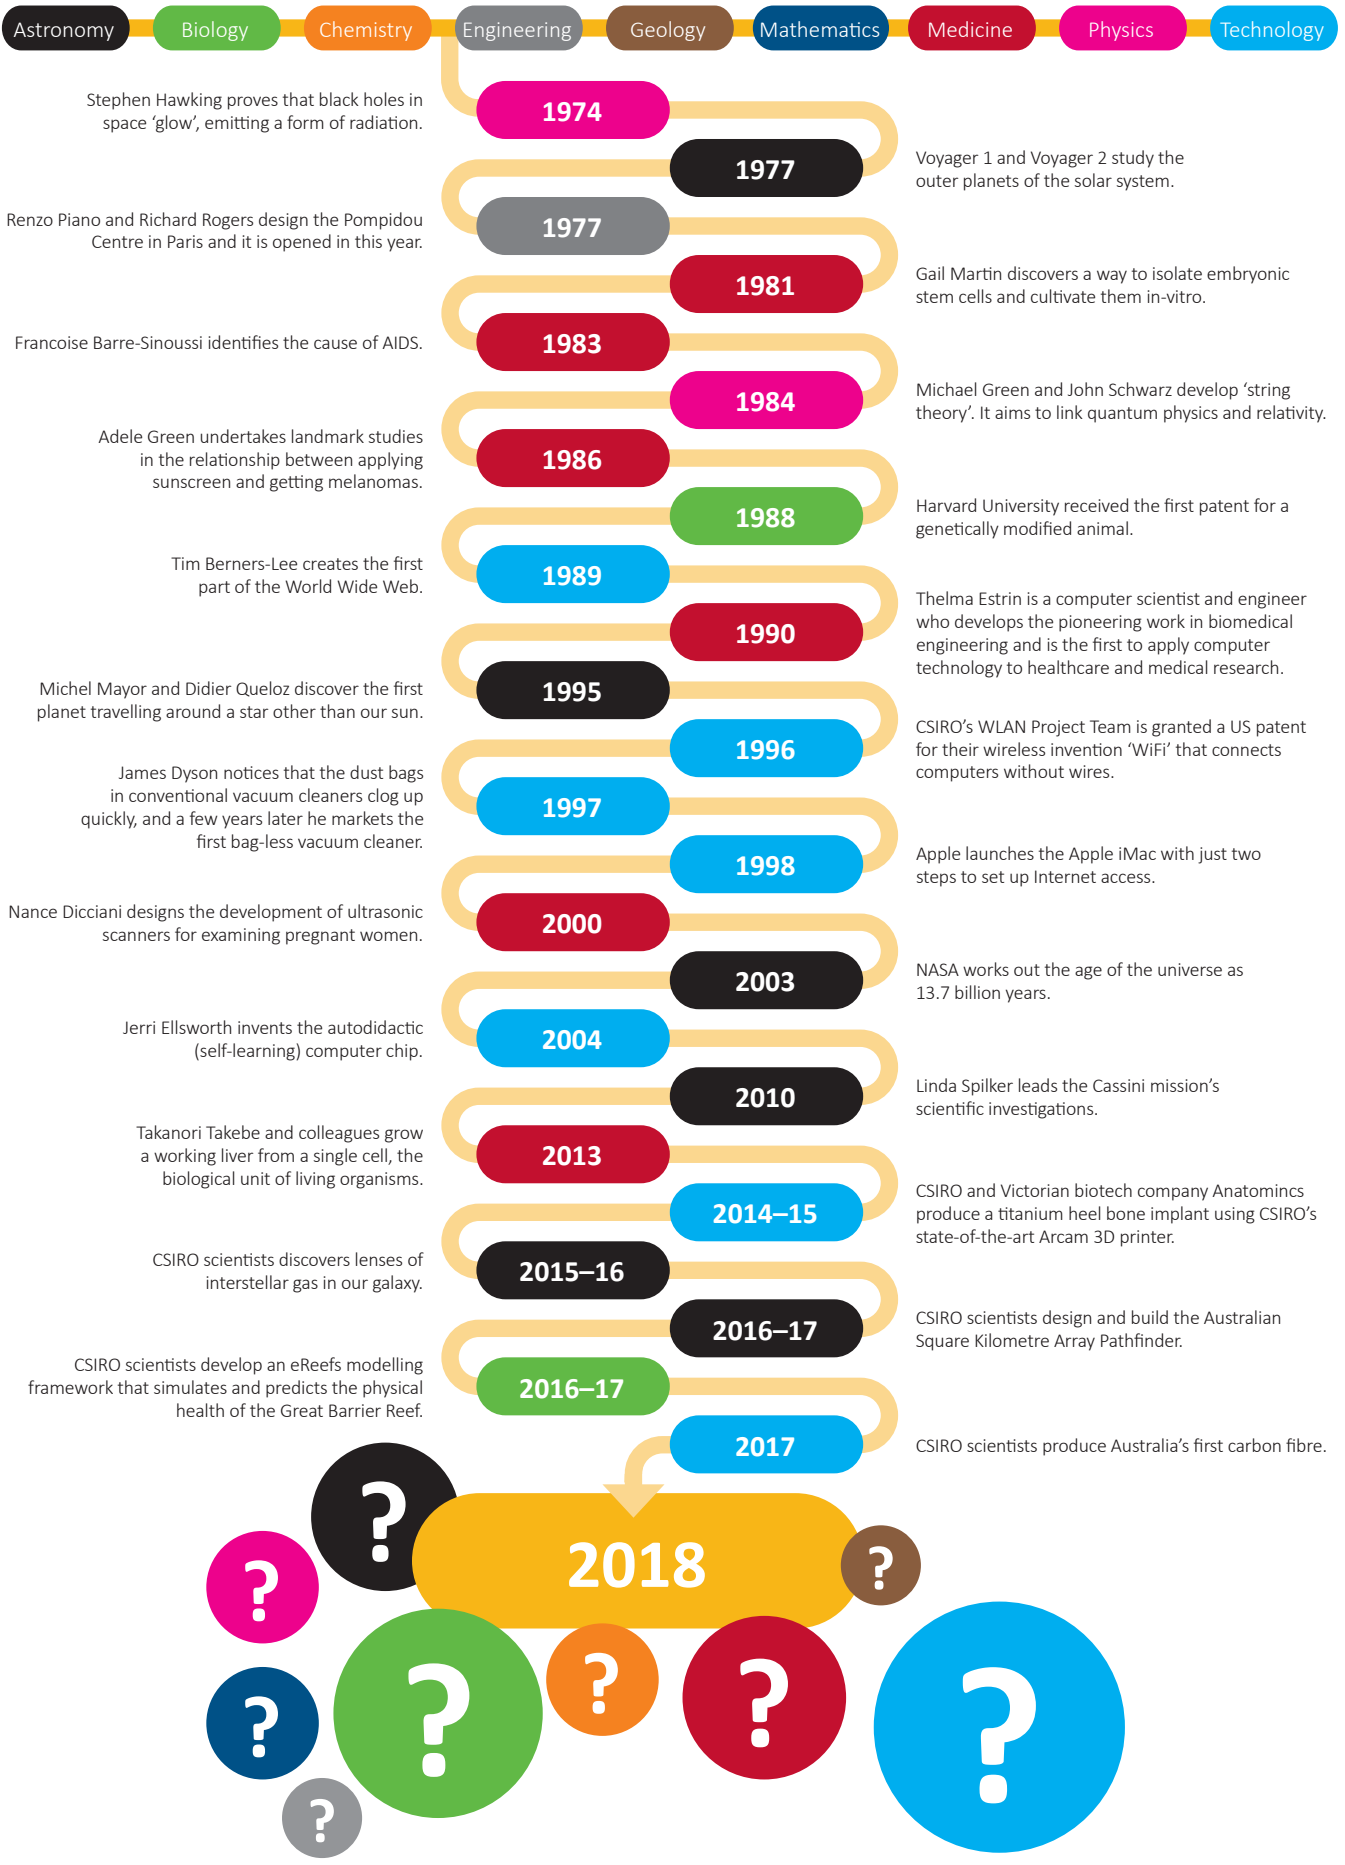 Astronomy Biology Chemistry Engineering Geology Mathematics Medicine Physics Technology
Stephen Hawking proves that black holes in
space ‘glow’, emitting a form of radiation.
1974
1977
Voyager 1 and Voyager 2 study the
outer planets of the solar system.
Renzo Piano and Richard Rogers design the Pompidou
Centre in Paris and it is opened in this year.
1977
1981
Gail Martin discovers a way to isolate embryonic
stem cells and cultivate them in-vitro.
Francoise Barre-Sinoussi identifies the cause of AIDS.
1983
1984
Michael Green and John Schwarz develop ‘string
theory’. It aims to link quantum physics and relativity.
Adele Green undertakes landmark studies
in the relationship between applying
sunscreen and getting melanomas.
1986
1988
Harvard University received the first patent for a
genetically modified animal.
Tim Berners-Lee creates the first
part of the World Wide Web.
1989
1990
Thelma Estrin is a computer scientist and engineer
who develops the pioneering work in biomedical
engineering and is the first to apply computer
technology to healthcare and medical research.
Michel Mayor and Didier Queloz discover the first
planet travelling around a star other than our sun.
1995
1996
CSIRO’s WLAN Project Team is granted a US patent
for their wireless invention ‘WiFi’ that connects
computers without wires.
James Dyson notices that the dust bags
in conventional vacuum cleaners clog up
quickly, and a few years later he markets the
first bag-less vacuum cleaner.
1997
1998
Apple launches the Apple iMac with just two
steps to set up Internet access.
Nance Dicciani designs the development of ultrasonic
scanners for examining pregnant women.
2000
2003
NASA works out the age of the universe as
13.7 billion years.
Jerri Ellsworth invents the autodidactic
(self-learning) computer chip.
2004
2010
Linda Spilker leads the Cassini mission’s
scientific investigations.
Takanori Takebe and colleagues grow
a working liver from a single cell, the
biological unit of living organisms.
2013
2014–15
CSIRO and Victorian biotech company Anatomincs
produce a titanium heel bone implant using CSIRO’s
state-of-the-art Arcam 3D printer.
CSIRO scientists discovers lenses of
interstellar gas in our galaxy.
2015–16
2016–17
CSIRO scientists design and build the Australian
Square Kilometre Array Pathfinder.
CSIRO scientists develop an eReefs modelling
framework that simulates and predicts the physical
health of the Great Barrier Reef.
2016–17
2017
CSIRO scientists produce Australia’s first carbon fibre.
?
2018
?
?
?
?
?
?
?
?